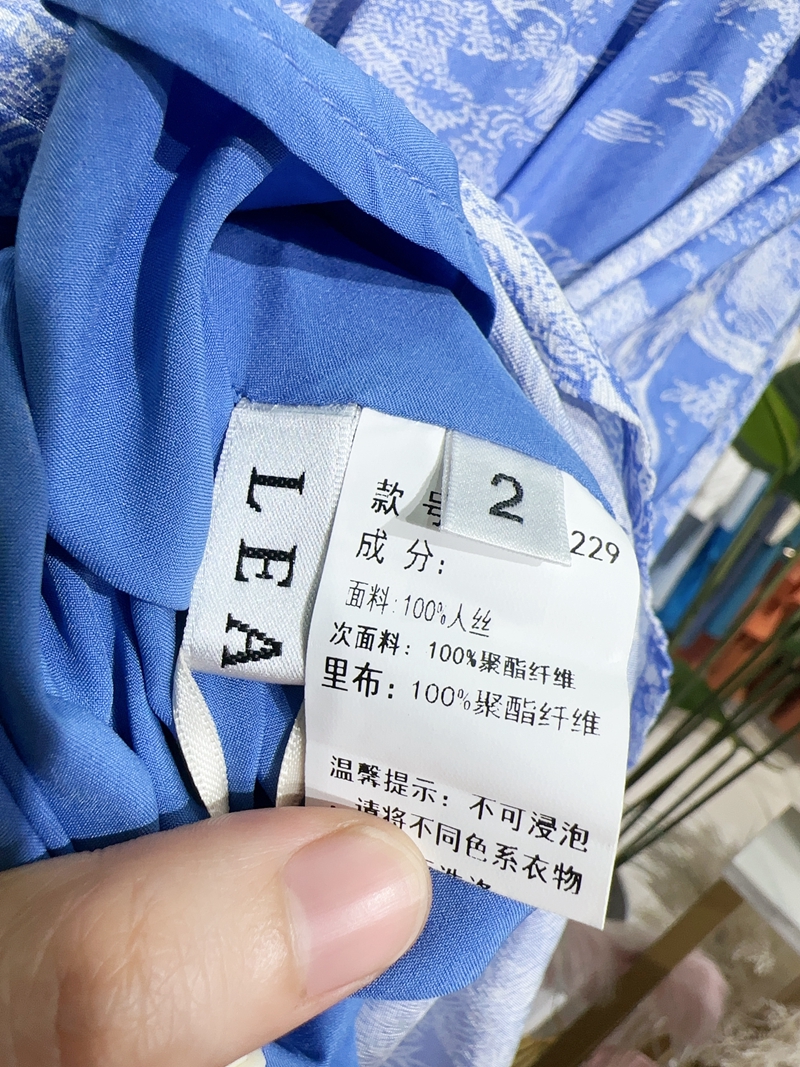 LEA
2
款 号
229
成 分:
面料:100%人丝
次面料: 100%聚酯纤维
里布: 100%聚酯纤维
温馨提示: 不可浸泡
请将不同色系衣物
洗涤